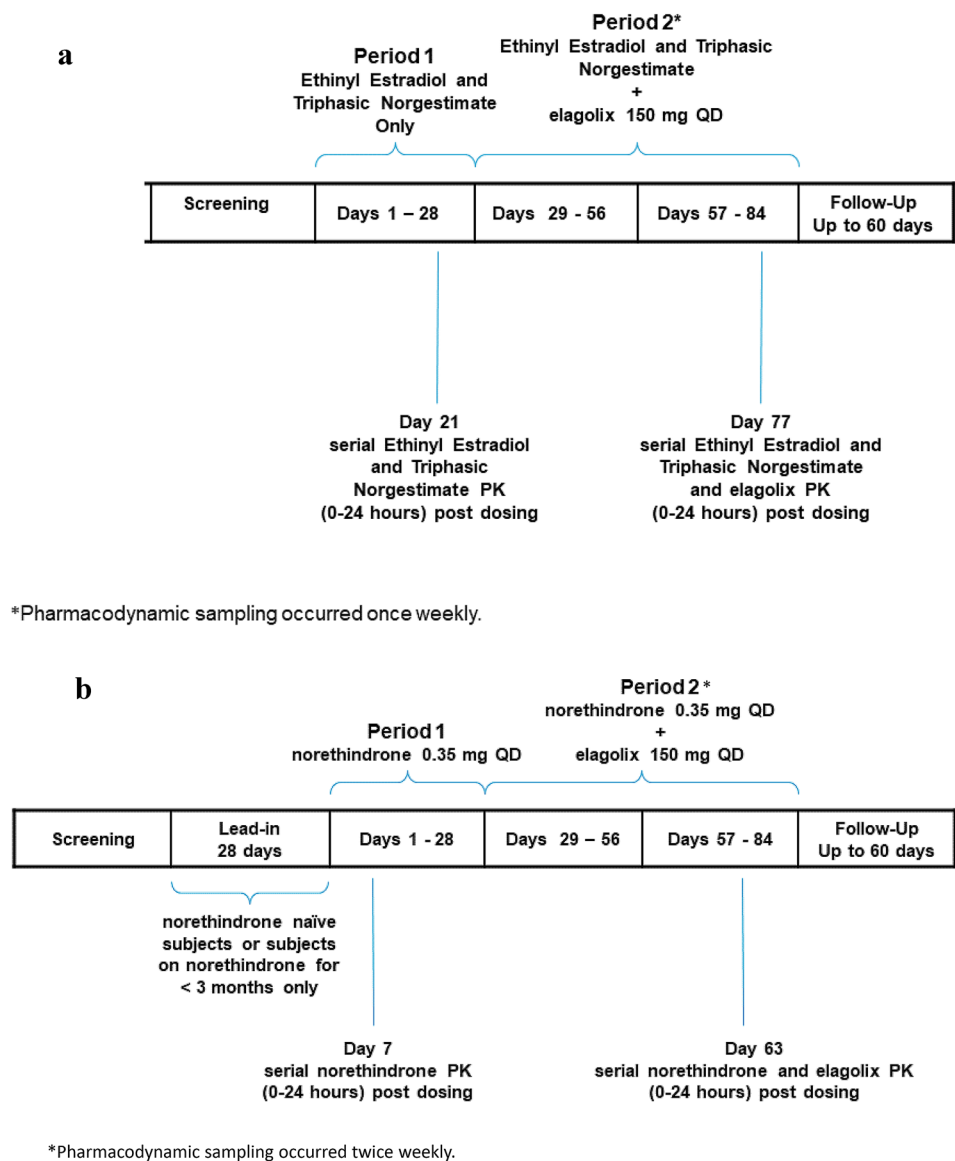 a
Period 1
Ethinyl Estradiol and
Triphasic Norgestimate
Only
Period 2*
Ethinyl Estradiol and Triphasic
Norgestimate
+
elagolix 150 mg QD
Screening
Days 1 – 28
Days 29 - 56
Days 57 - 84
Follow-Up
Up to 60 days
Day 21
serial Ethinyl Estradiol
and Triphasic
Norgestimate PK
(0-24 hours) post dosing
Day 77
serial Ethinyl Estradiol and
Triphasic Norgestimate
and elagolix PK
(0-24 hours) post dosing
*Pharmacodynamic sampling occurred once weekly.
b
Period 1
norethindrone 0.35 mg QD
Period 2*
norethindrone 0.35 mg QD
+
elagolix 150 mg QD
Screening
Lead-in
28 days
Days 1 - 28
Days 29 – 56
Days 57 - 84
Follow-Up
Up to 60 days
norethindrone naïve
subjects or subjects
on norethindrone for
< 3 months only
Day 7
serial norethindrone PK
(0-24 hours) post dosing
Day 63
serial norethindrone and elagolix PK
(0-24 hours) post dosing
*Pharmacodynamic sampling occurred twice weekly.